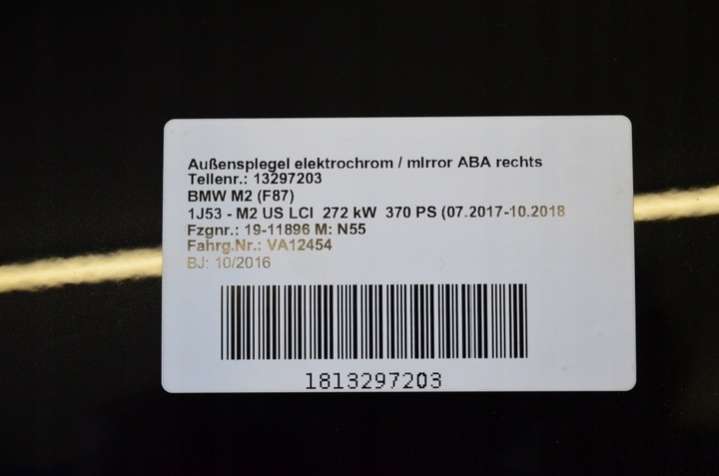 Außenspiegel elektrochrom / mIrror ABA rechts
Teilenr.: 13297203
BMW M2 (F87)
1J53 - M2 US LCI 272 kW 370 PS (07.2017-10.2018
Fzgnr.: 19-11896 M: N55
Fahrg.Nr.: VA12454
BJ: 10/2016
1813297203